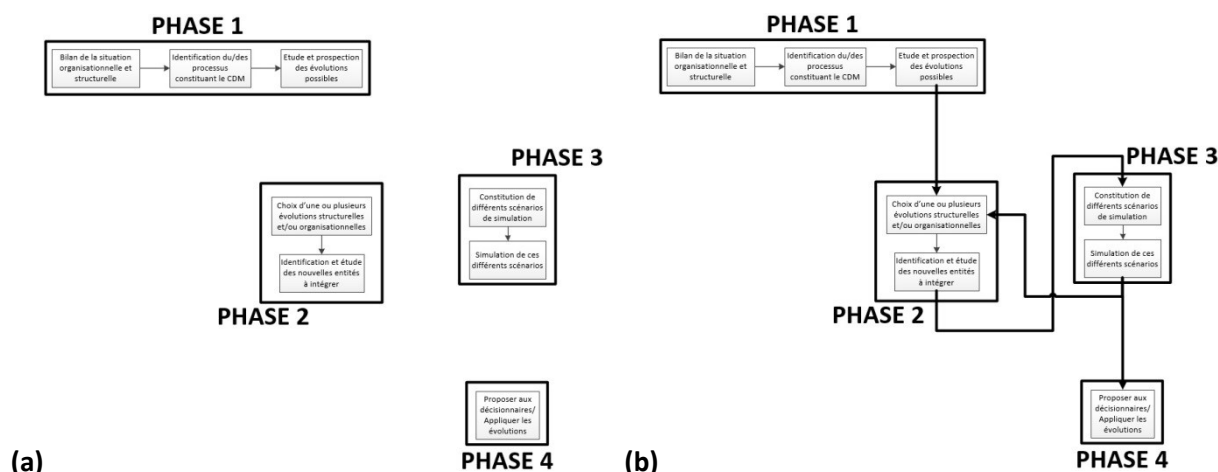 PHASE 1
Bilan de la situation
organisationnelle et
structurelle
Identification du/des
processus
constituant le CDM
Etude et prospection
des évolutions
possibles
PHASE 3
Choix d'une ou plusieurs
évolutions structurelles
et/ou organisationnelles
Identification et étude
des nouvelles entités
à intégrer
PHASE 2
Constitution de
différents scénarios
de simulation
Simulation de ces
différents scénarios
Proposer aux
décisionnaires/
Appliquer les
évolutions
PHASE 4
(a)
PHASE 1
Bilan de la situation
organisationnelle et
structurelle
Identification du/des
processus
constituant le CDM
Etude et prospection
des évolutions
possibles
PHASE 3
Choix d'une ou plusieurs
évolutions structurelles
et/ou organisationnelles
Identification et étude
des nouvelles entités
à intégrer
PHASE 2
Constitution de
différents scénarios
de simulation
Simulation de ces
différents scénarios
Proposer aux
décisionnaires/
Appliquer les
évolutions
PHASE 4
(b)